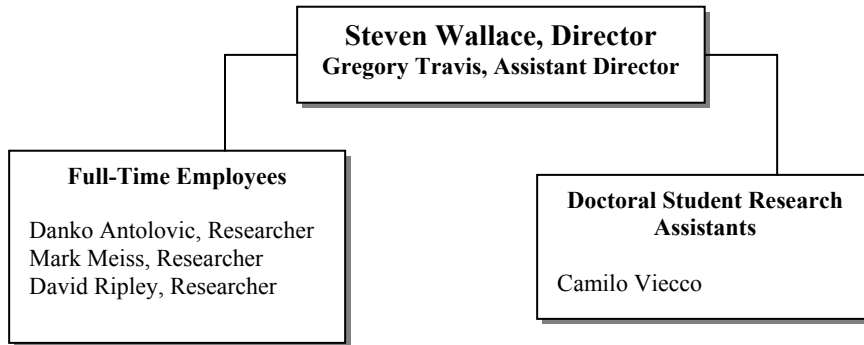 Steven Wallace, Director
Gregory Travis, Assistant Director
Full-Time Employees
Danko Antolovic, Researcher
Mark Meiss, Researcher
David Ripley, Researcher
Doctoral Student Research
Assistants
Camilo Viecco